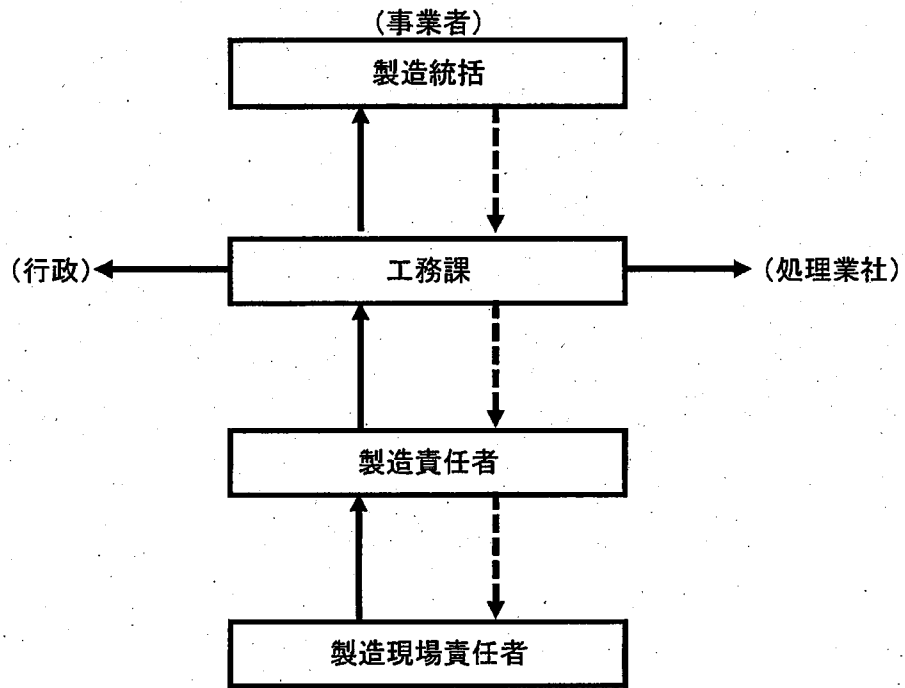 (事業者)
製造統括
(行政)
工務課
(処理業社)
製造責任者
製造現場責任者